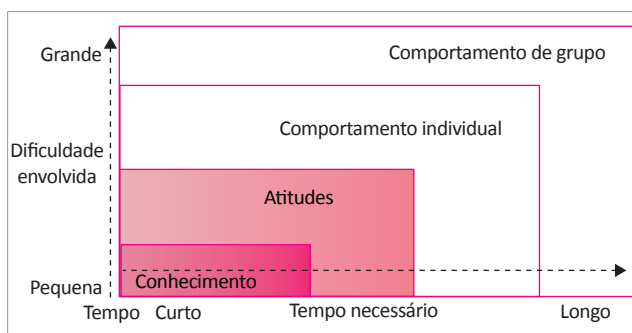 Grande
Comportamento de grupo
Comportamento individual
Dificuldade
envolvida
Atitudes
Conhecimento
Pequena
Tempo Curto Tempo necessário Longo